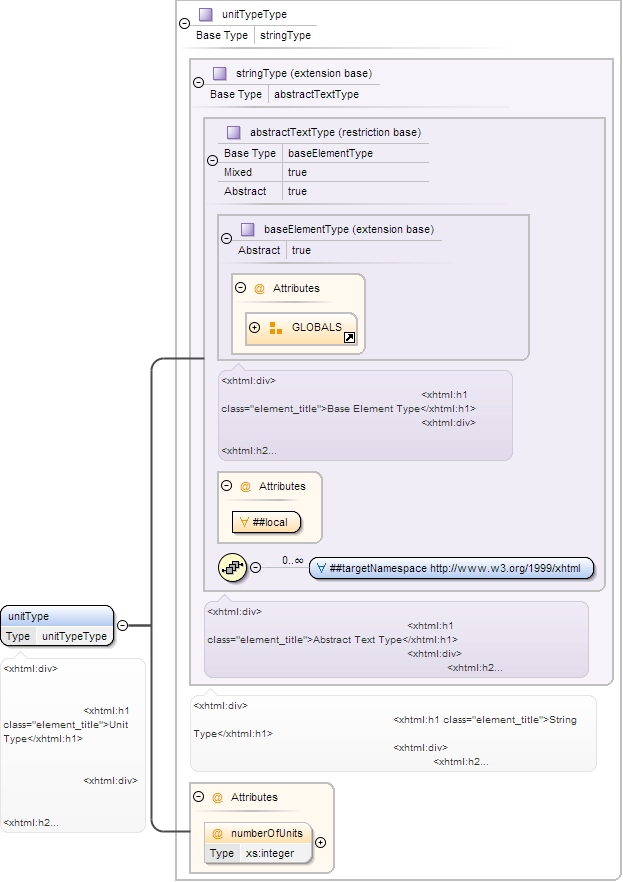 unitTypeType
Base Type stringType
stringType (extension base)
Base Type abstractTextType
abstractTextType (restriction base)
Base Type baseElementType
Mixed true
Abstract true
baseElementType (extension base)
Abstract true
@ Attributes
GLOBALS
<xhtml:div>
<xhtml:h1
class="element_title">Base Element Type</xhtml:h1>
<xhtml:div>
<xhtml:h2...
@ Attributes
∀ ##local
0..∞
∀ ##targetNamespace http://www.w3.org/1999/xhtml
<xhtml:div>
<xhtml:h1
class="element_title">Abstract Text Type</xhtml:h1>
<xhtml:div>
<xhtml:h2...
unitType
Type unitTypeType
<xhtml:div>
<xhtml:h1
class="element_title">Unit
Type</xhtml:h1>
<xhtml:div>
<xhtml:h2...
<xhtml:div>
<xhtml:h1 class="element_title">String
Type</xhtml:h1>
<xhtml:div>
<xhtml:h2...
@ Attributes
@ numberOfUnits
Type xs:integer